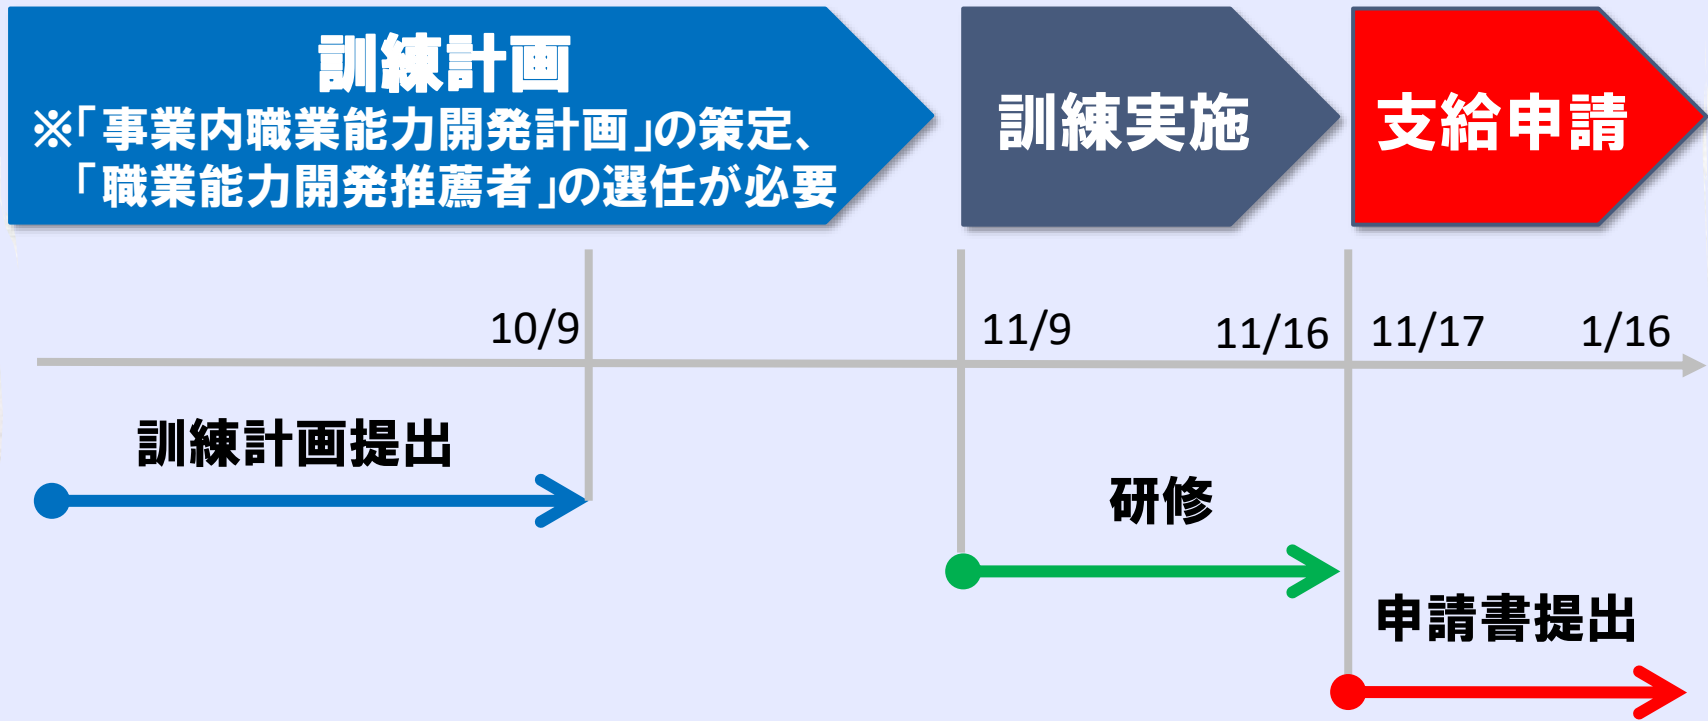 訓練計画
※「事業内職業能力開発計画」の策定、
「職業能力開発推薦者」の選任が必要
訓練実施
支給申請
10/9
11/9
11/16
11/17
1/16
訓練計画提出
研修
申請書提出